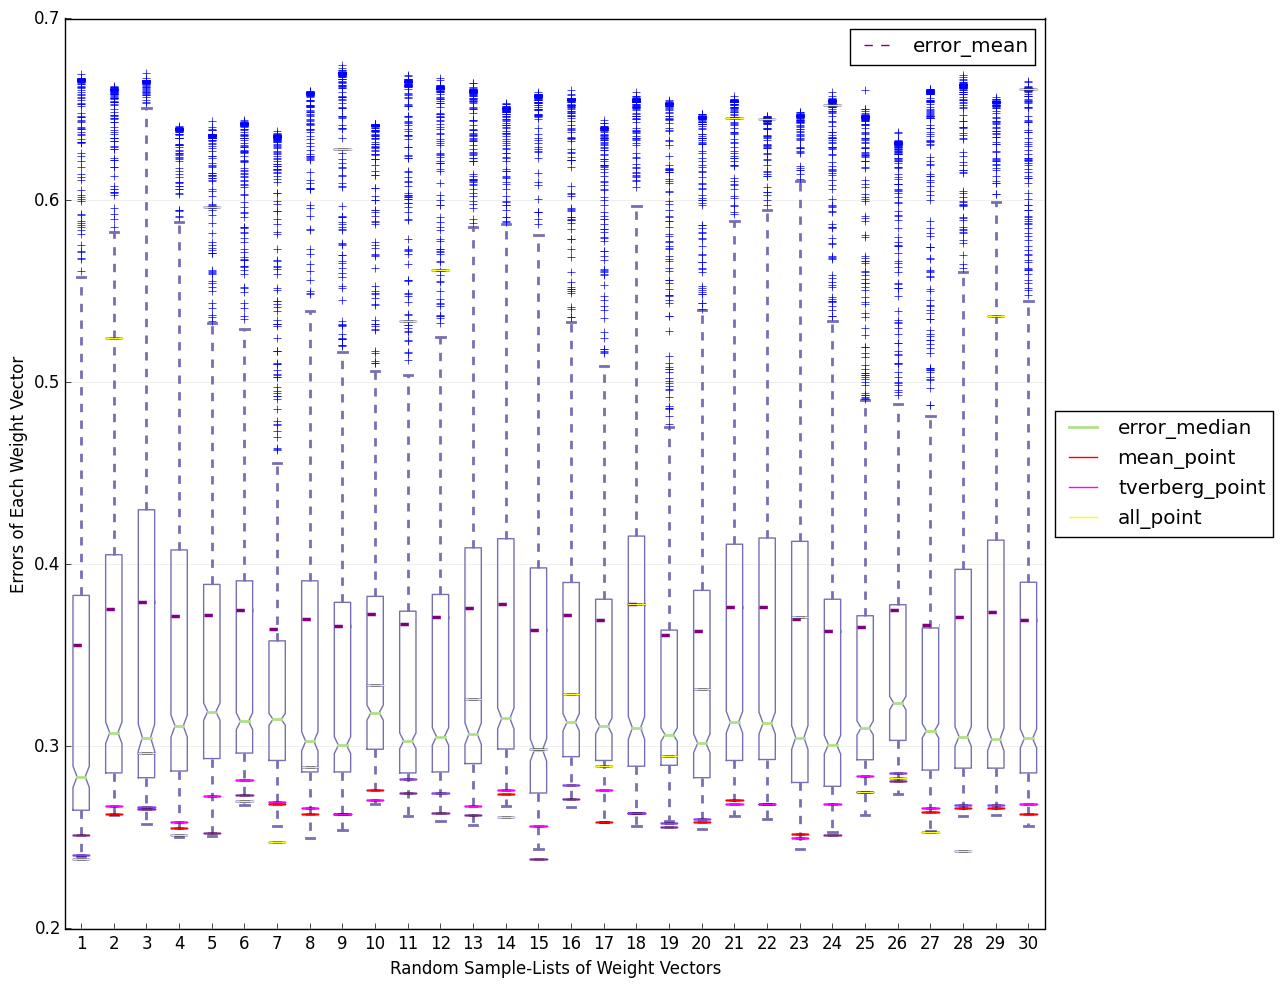 0.7
0.6
0.5
0.4
0.3
0.2
Errors of Each Weight Vector
error_mean
error_median
mean_point
tverberg_point
all_point
1 2 3 4 5 6 7 8 9 10 11 12 13 14 15 16 17 18 19 20 21 22 23 24 25 26 27 28 29 30
Random Sample-Lists of Weight Vectors